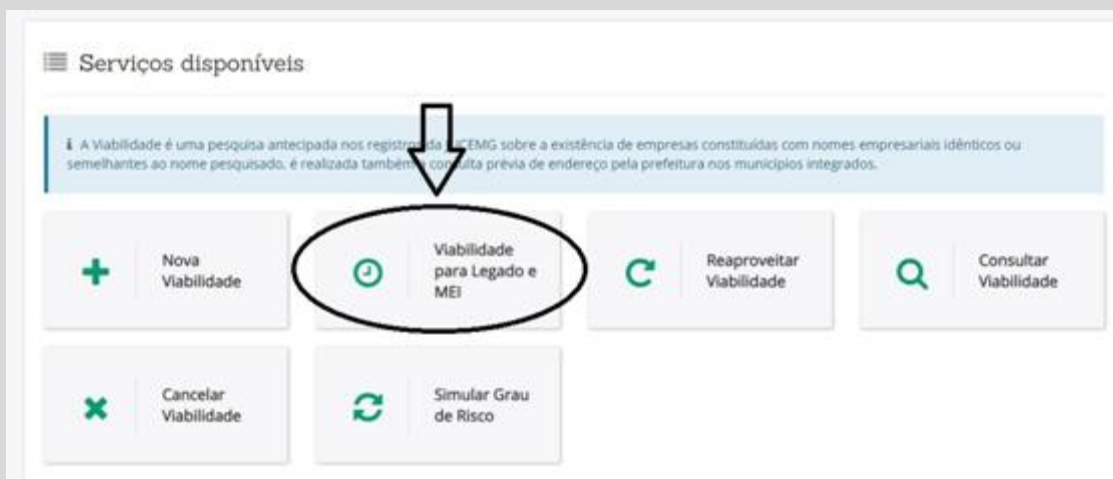 Serviços disponíveis
i A Viabilidade é uma pesquisa antecipada nos registros da JUCEMG sobre a existência de empresas constituídas com nomes empresariais idênticos ou
semelhantes ao nome pesquisado, é realizada também a consulta prévia de endereço pela prefeitura nos municípios integrados.
Nova
Viabilidade
Viabilidade
para Legado e
MEI
Reaproveitar
Viabilidade
Consultar
Viabilidade
Cancelar
Viabilidade
Simular Grau
de Risco